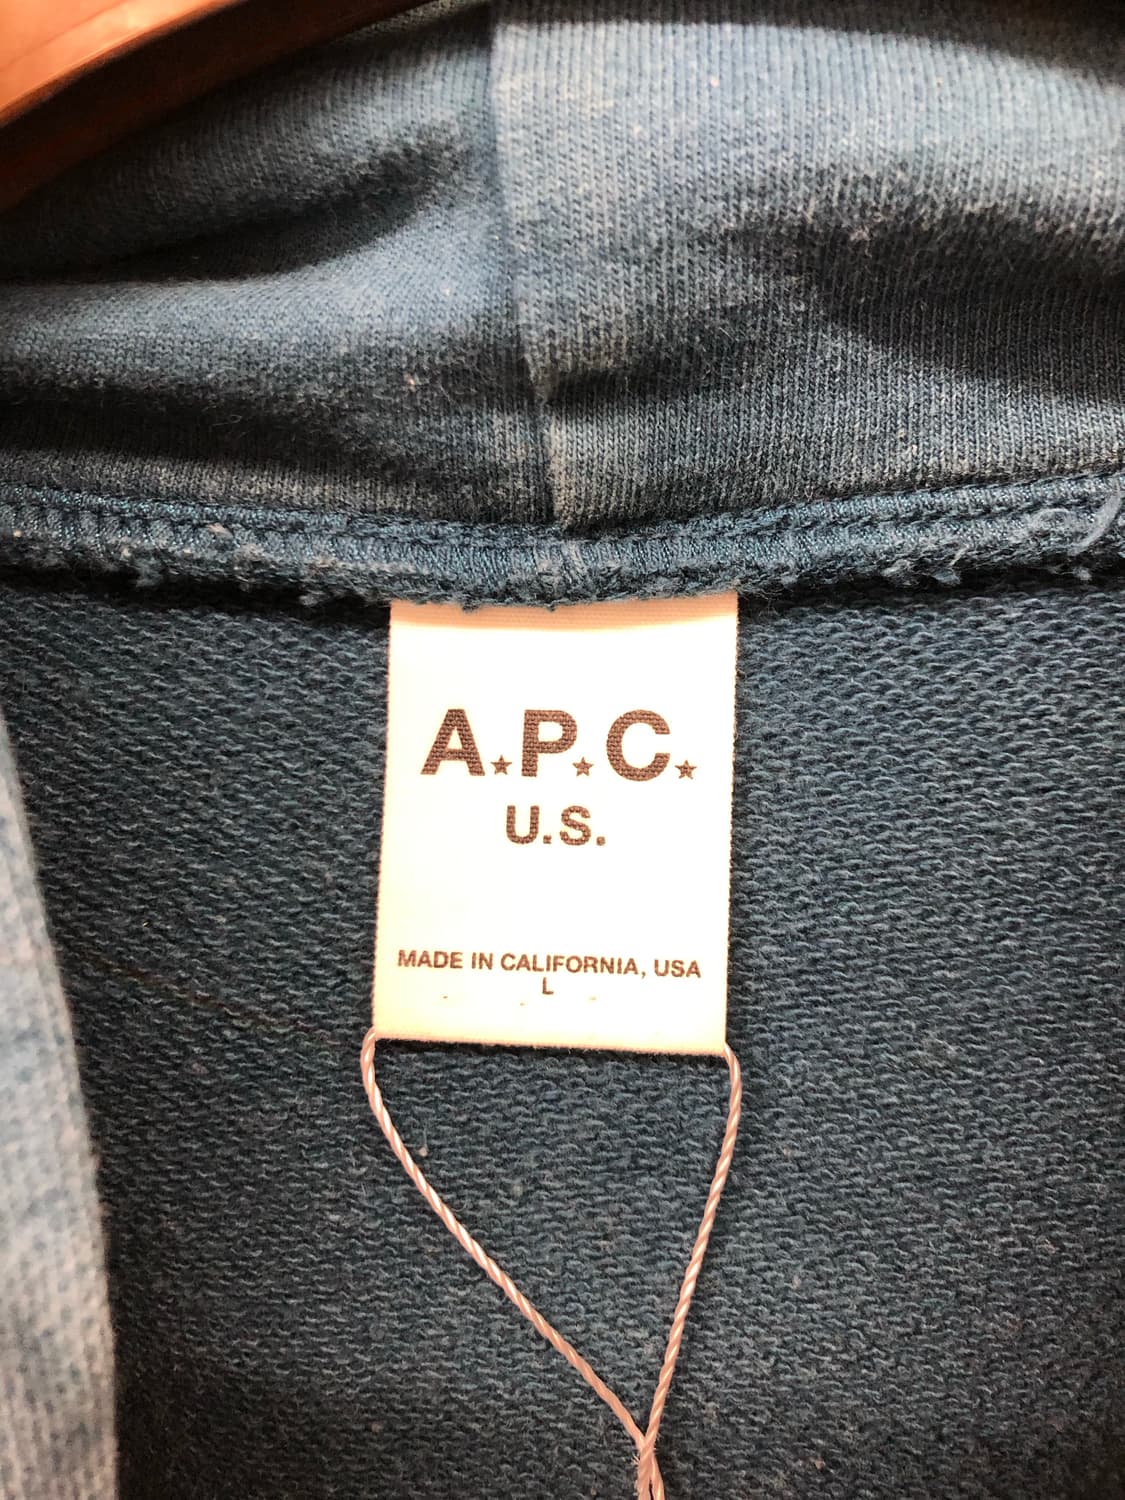 A★P★C★
U.S.
MADE IN CALIFORNIA, USA
L